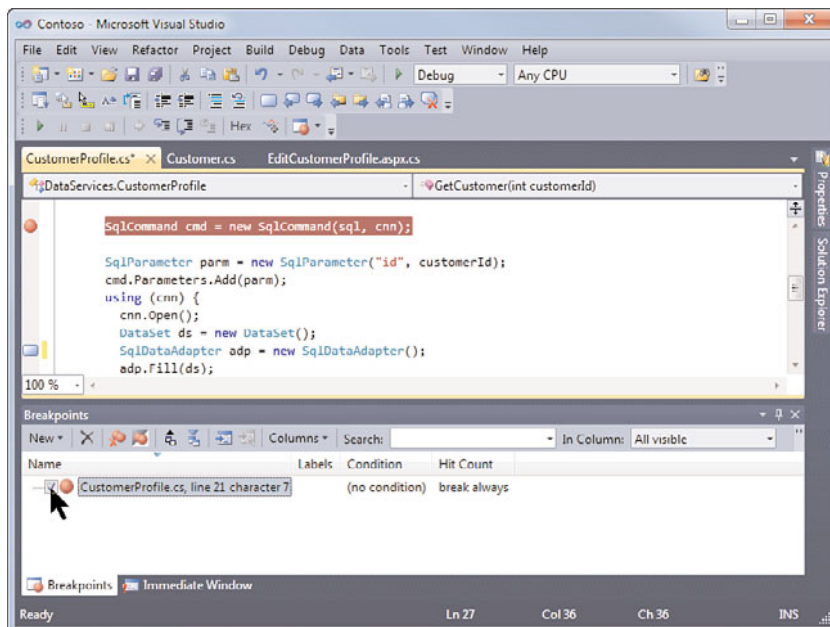 Contoso - Microsoft Visual Studio
File Edit View Refactor Project Build Debug Data Tools Test Window Help
Debug Any CPU
Hex
CustomerProfile.cs* Customer.cs EditCustomerProfile.aspx.cs
DataServices.CustomerProfile GetCustomer(int customerId)
SqlCommand cmd = new SqlCommand(sql, cnn);
SqlParameter parm = new SqlParameter("id", customerId);
cmd.Parameters.Add(parm);
using (cnn) {
cnn.Open();
DataSet ds = new DataSet();
SqlDataAdapter adp = new SqlDataAdapter();
adp.Fill(ds);
100 %
Properties
Solution Explorer
Breakpoints
New Columns Search: In Column: All visible
Name Labels Condition Hit Count
CustomerProfile.cs, line 21 character 7 (no condition) break always
Breakpoints Immediate Window
Ready Ln 27 Col 36 Ch 36 INS